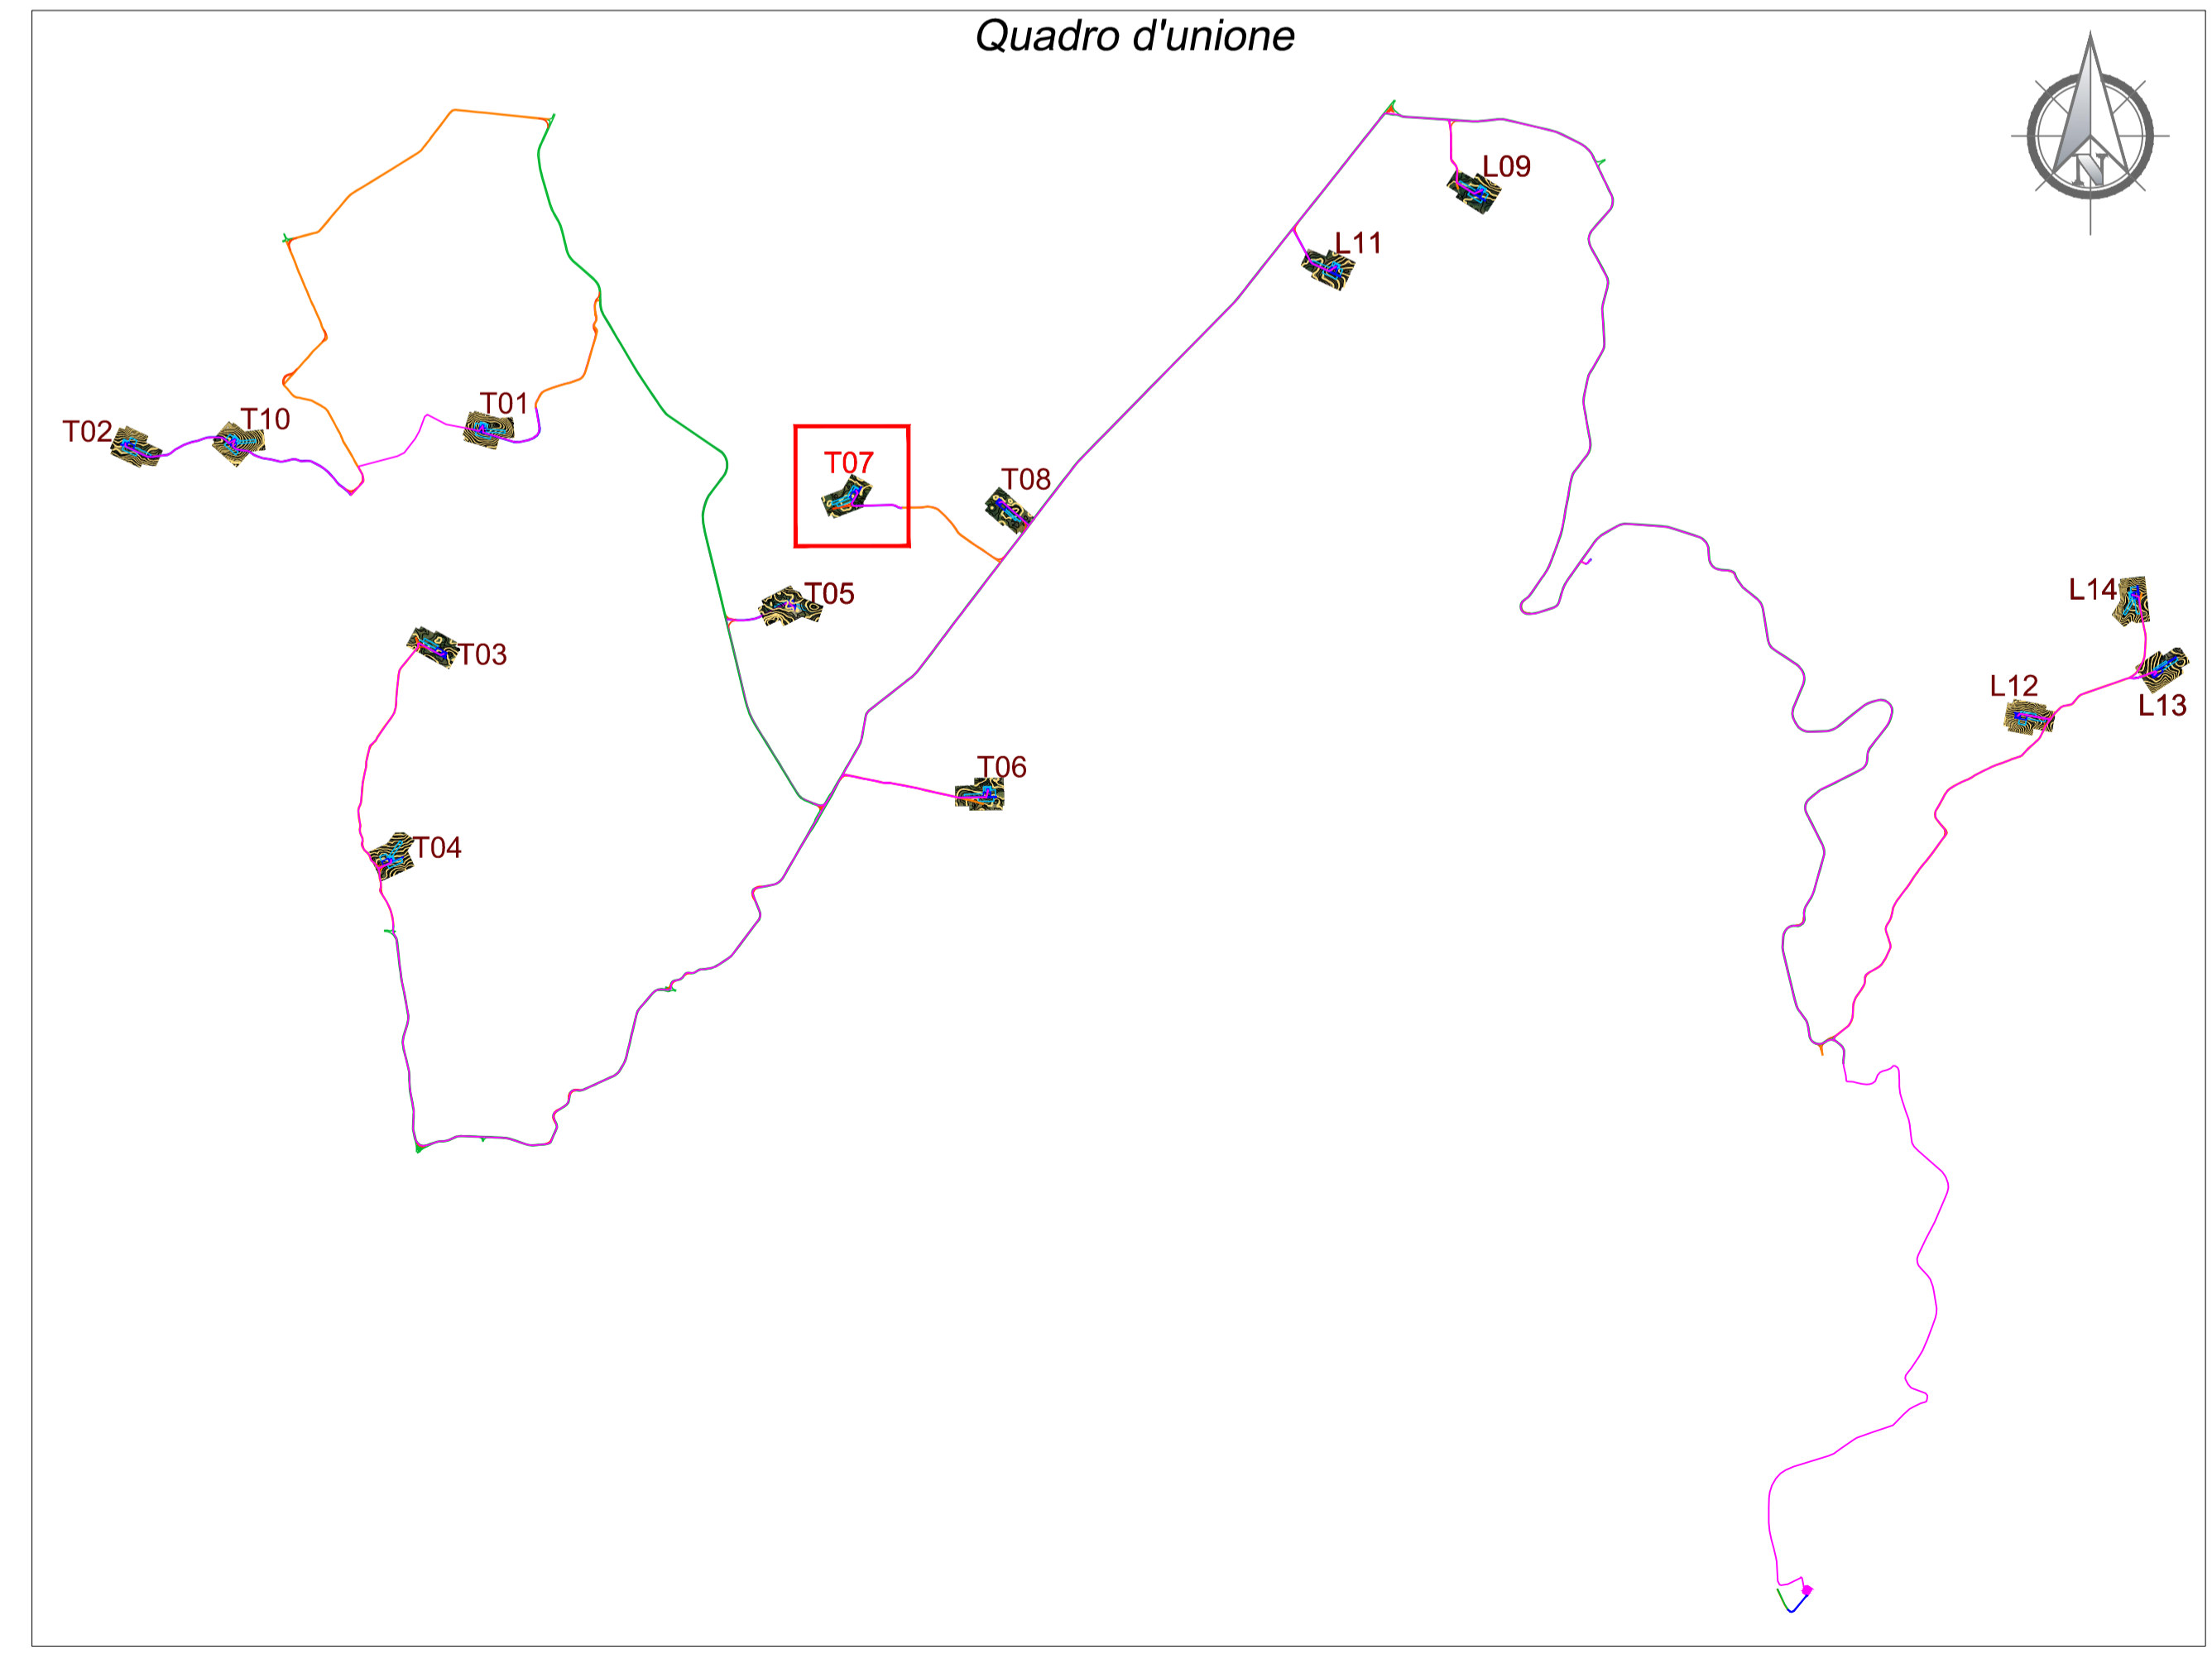 Quadro d'unione
N
L09
L11
T01
T10
T02
T07
T08
T05
L14
T03
L12
L13
T06
T04